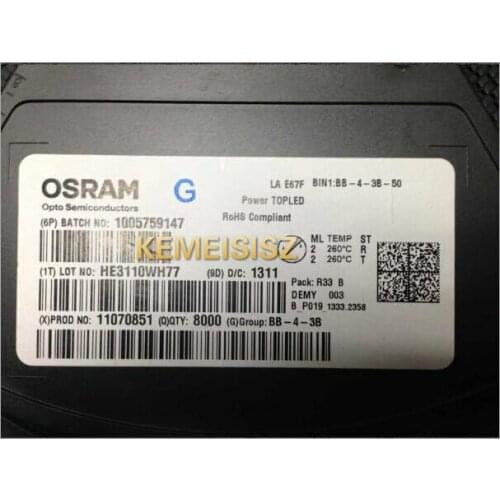 OSRAM G LA E67F BIN1:BB-4-3B-50
Opto Semiconductors Power TOPLED
RoHS Compliant
(6P) BATCH NO: 1005759147
KEMEISISZ
ML TEMP ST
2 260°C R
2 260°C T
(1T) LOT NO: HE3110WH77 (9D) D/C: 1311
Pack: R33 B
DEMY 003
B_P019_1333.2358
(X)PROD NO: 11070851 (Q)QTY: 8000 (G)Group: BB-4-3B